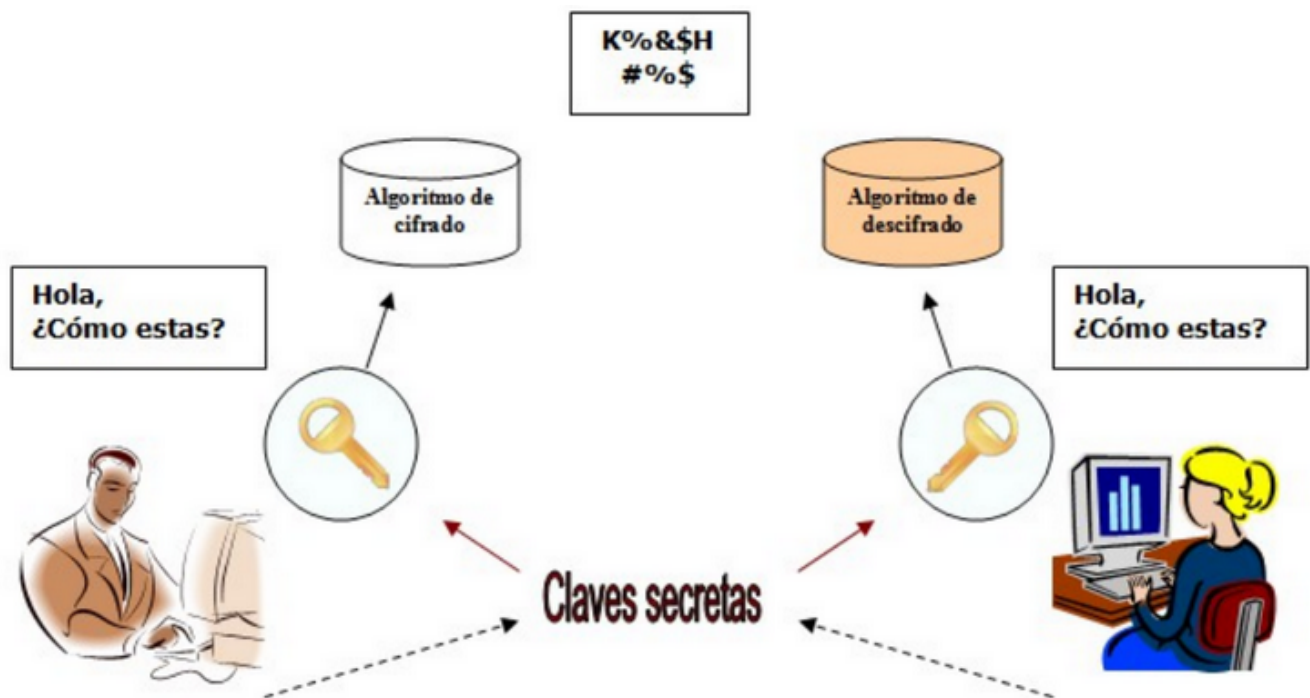 K%&$H
#%$
Algoritmo de
cifrado
Algoritmo de
descifrado
Hola,
¿Cómo estas?
Hola,
¿Cómo estas?
Claves secretas